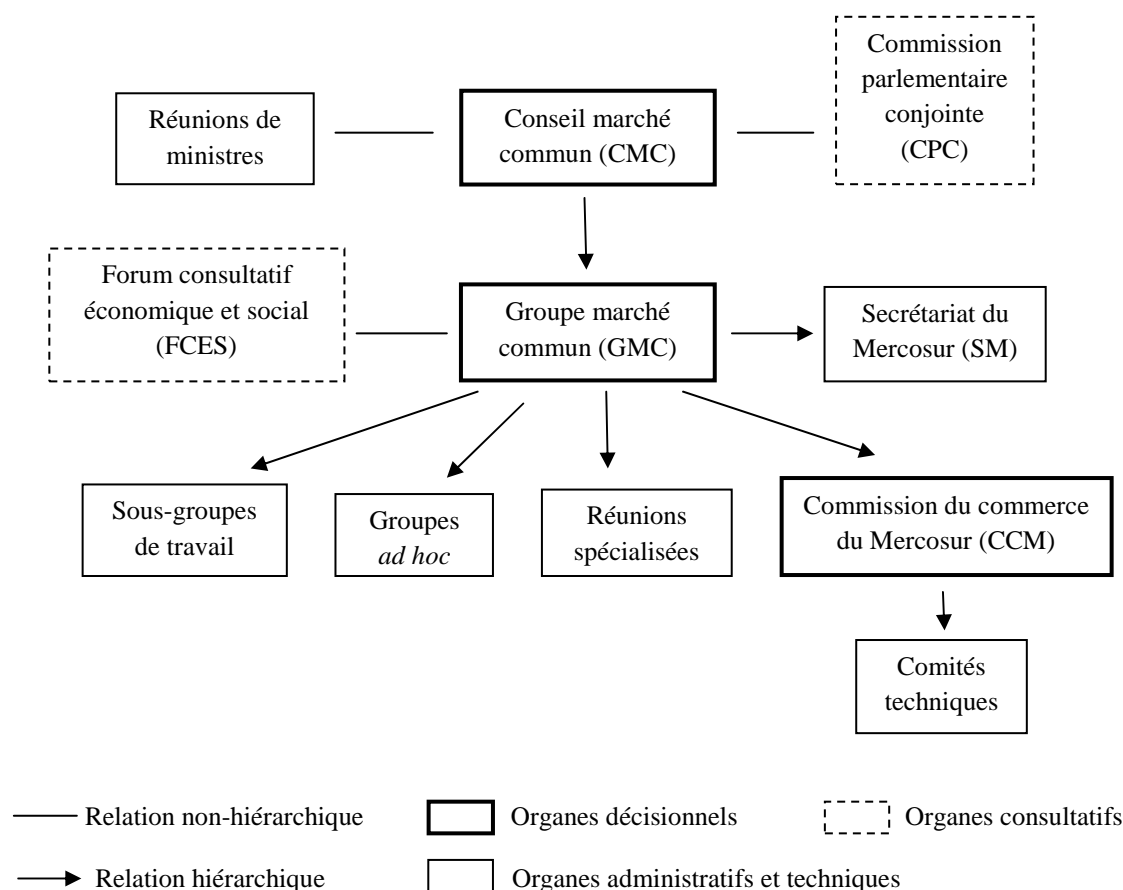 Commission
parlementaire
conjointe
(CPC)
Réunions de
ministres
Conseil marché
commun (CMC)
Forum consultatif
économique et social
(FCES)
Groupe marché
commun (GMC)
Secrétariat du
Mercosur (SM)
Sous-groupes
de travail
Groupes
ad hoc
Réunions
spécialisées
Commission du commerce
du Mercosur (CCM)
Comités
techniques
Relation non-hiérarchique
Organes décisionnels
Organes consultatifs
Relation hiérarchique
Organes administratifs et techniques